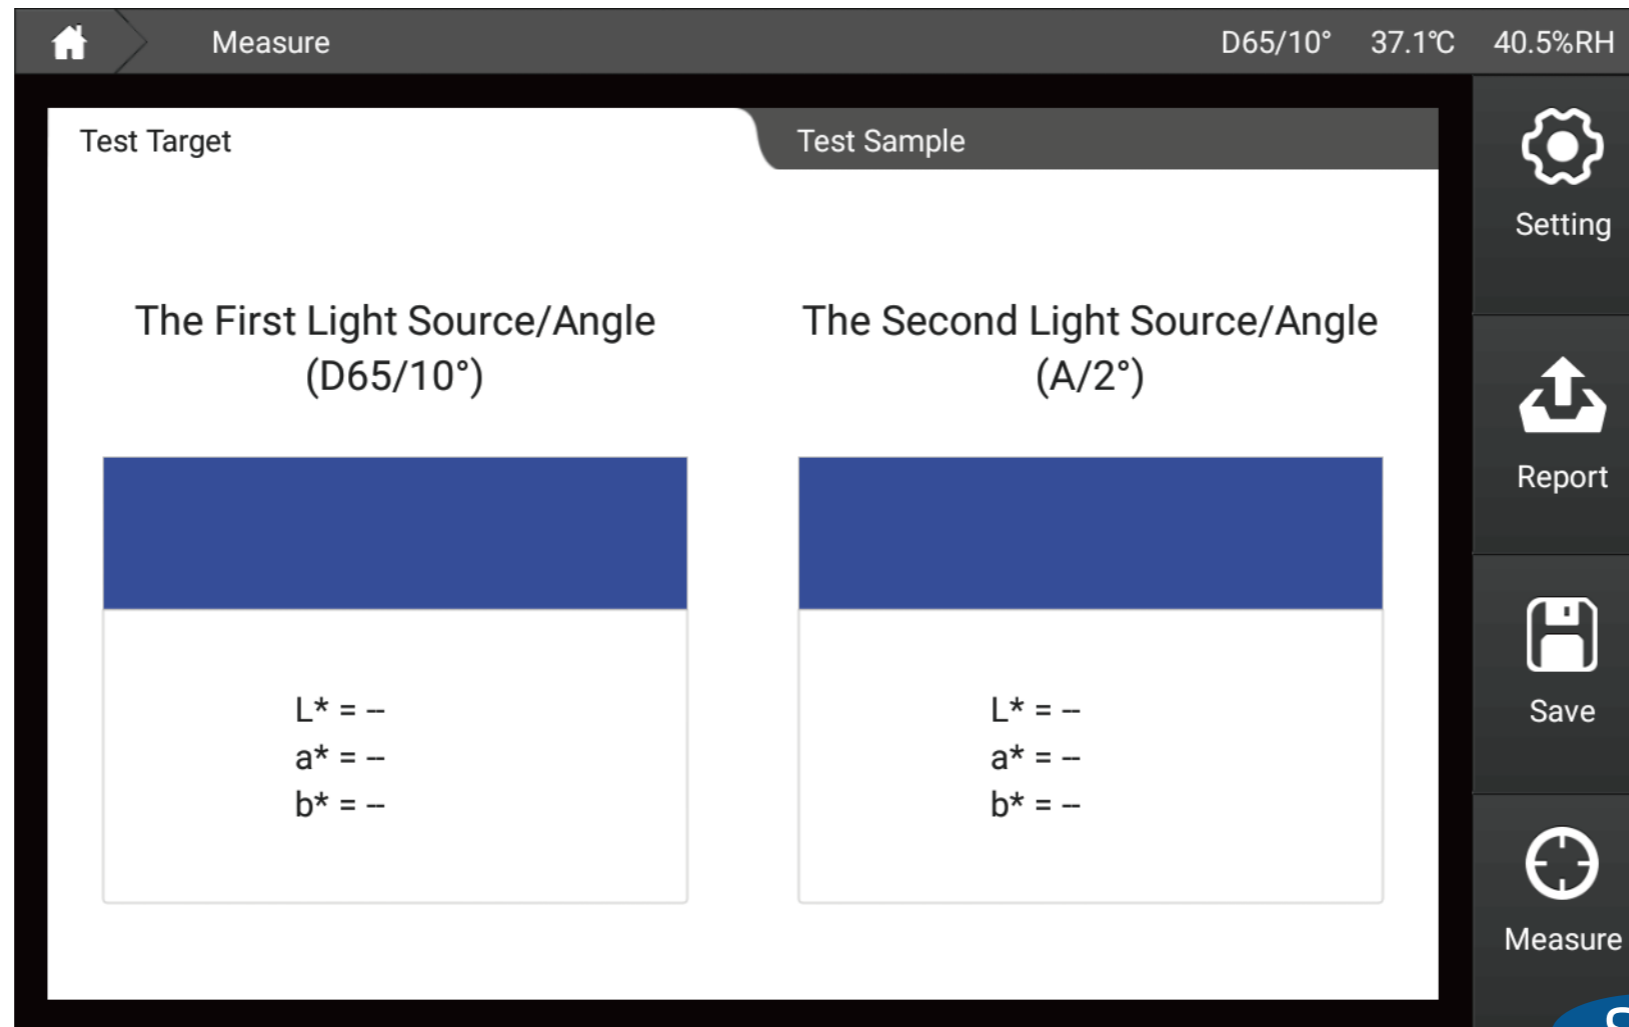 Measure
D65/10° 37.1℃ 40.5%RH
Test Target
Test Sample
Setting
The First Light Source/Angle
(D65/10°)
The Second Light Source/Angle
(A/2°)
Report
L* = --
a* = --
b* = --
L* = --
a* = --
b* = --
Save
Measure